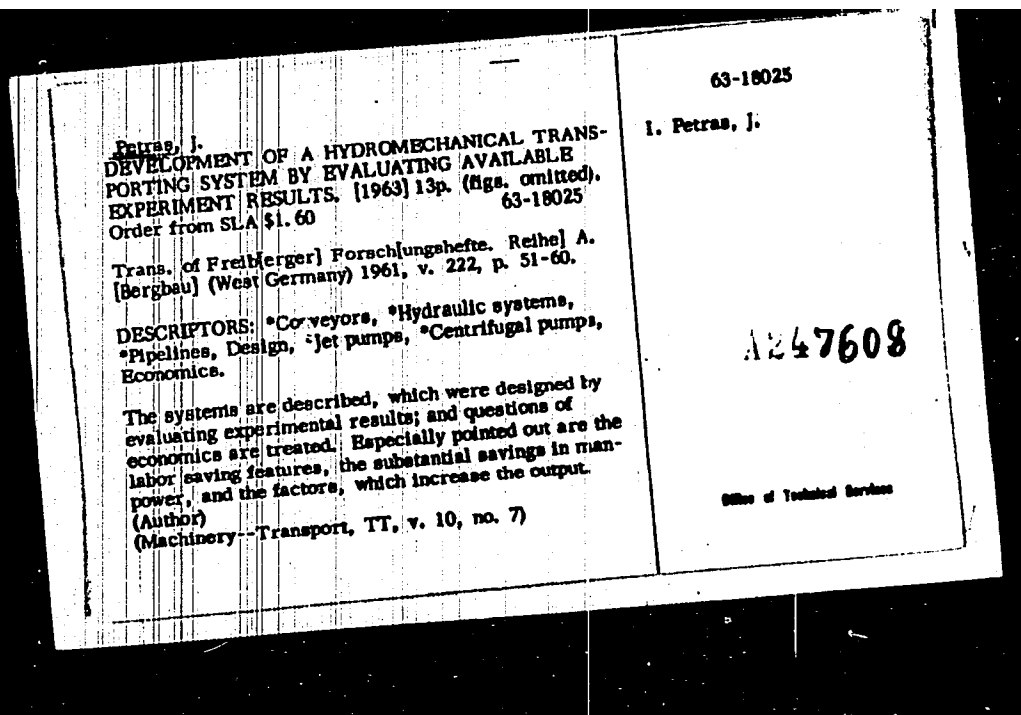 Petras, J.
DEVELOPMENT OF A HYDROMECHANICAL TRANS-
PORTING SYSTEM BY EVALUATING AVAILABLE
EXPERIMENT RESULTS. [1963] 13p. (figs. omitted).
Order from SLA $1.60 63-18025
Trans. of Freib[erger] Forsch[ungshefte. Reihe] A.
[Bergbau] (West Germany) 1961, v. 222, p. 51-60.
DESCRIPTORS: *Conveyors, *Hydraulic systems,
*Pipelines, Design, *Jet pumps, *Centrifugal pumps,
Economics.
The systems are described, which were designed by
evaluating experimental results; and questions of
economics are treated. Especially pointed out are the
labor saving features, the substantial savings in man-
power, and the factors, which increase the output.
(Author)
(Machinery--Transport, TT, v. 10, no. 7)
63-18025
I. Petras, J.
A247608
Office of Technical Services